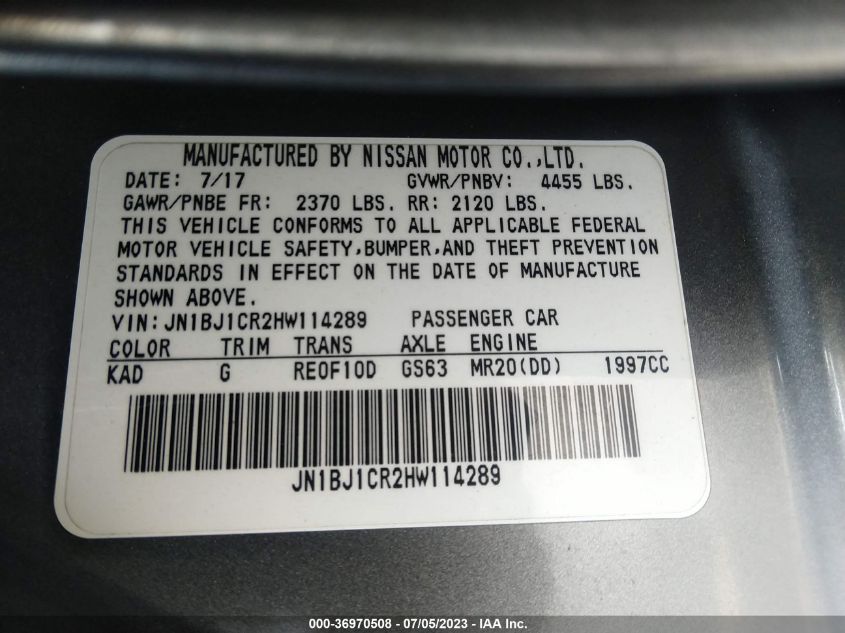 MANUFACTURED BY NISSAN MOTOR CO.,LTD.
DATE: 7/17 GVWR/PNBV: 4455 LBS.
GAWR/PNBE FR: 2370 LBS. RR: 2120 LBS.
THIS VEHICLE CONFORMS TO ALL APPLICABLE FEDERAL
MOTOR VEHICLE SAFETY,BUMPER,AND THEFT PREVENTION
STANDARDS IN EFFECT ON THE DATE OF MANUFACTURE
SHOWN ABOVE.
VIN:JN1BJ1CR2HW114289 PASSENGER CAR
COLOR TRIM TRANS AXLE ENGINE
KAD G RE0F10D GS63 MR20(DD) 1997CC
JN1BJ1CR2HW114289
000-36970508 - 07/05/2023 - IAA Inc.